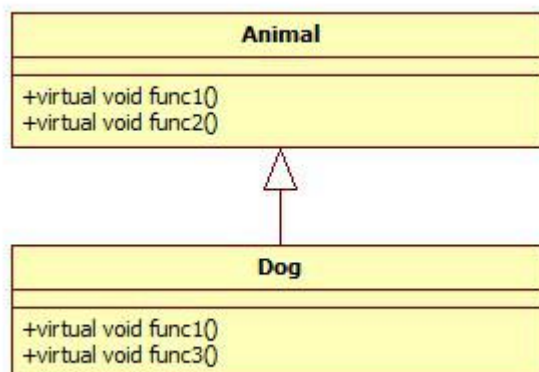 Animal
+virtual void func1()
+virtual void func2()
Dog
+virtual void func1()
+virtual void func3()